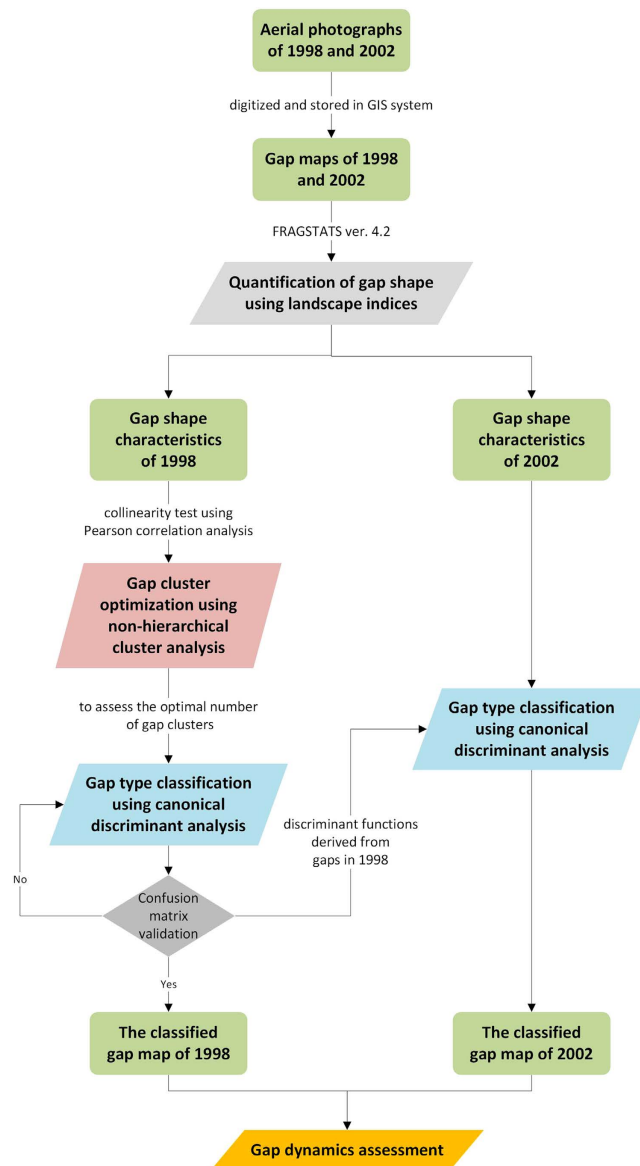 Aerial photographs
of 1998 and 2002
digitized and stored in GIS system
Gap maps of 1998
and 2002
FRAGSTATS ver. 4.2
Quantification of gap shape
using landscape indices
Gap shape
characteristics
of 1998
Gap shape
characteristics
of 2002
collinearity test using
Pearson correlation analysis
Gap cluster
optimization using
non-hierarchical
cluster analysis
to assess the optimal number
of gap clusters
Gap type classification
using canonical
discriminant analysis
Gap type classification
using canonical
discriminant analysis
discriminant functions
derived from
gaps in 1998
No
Confusion
matrix
validation
Yes
The classified
gap map of 1998
The classified
gap map of 2002
Gap dynamics assessment